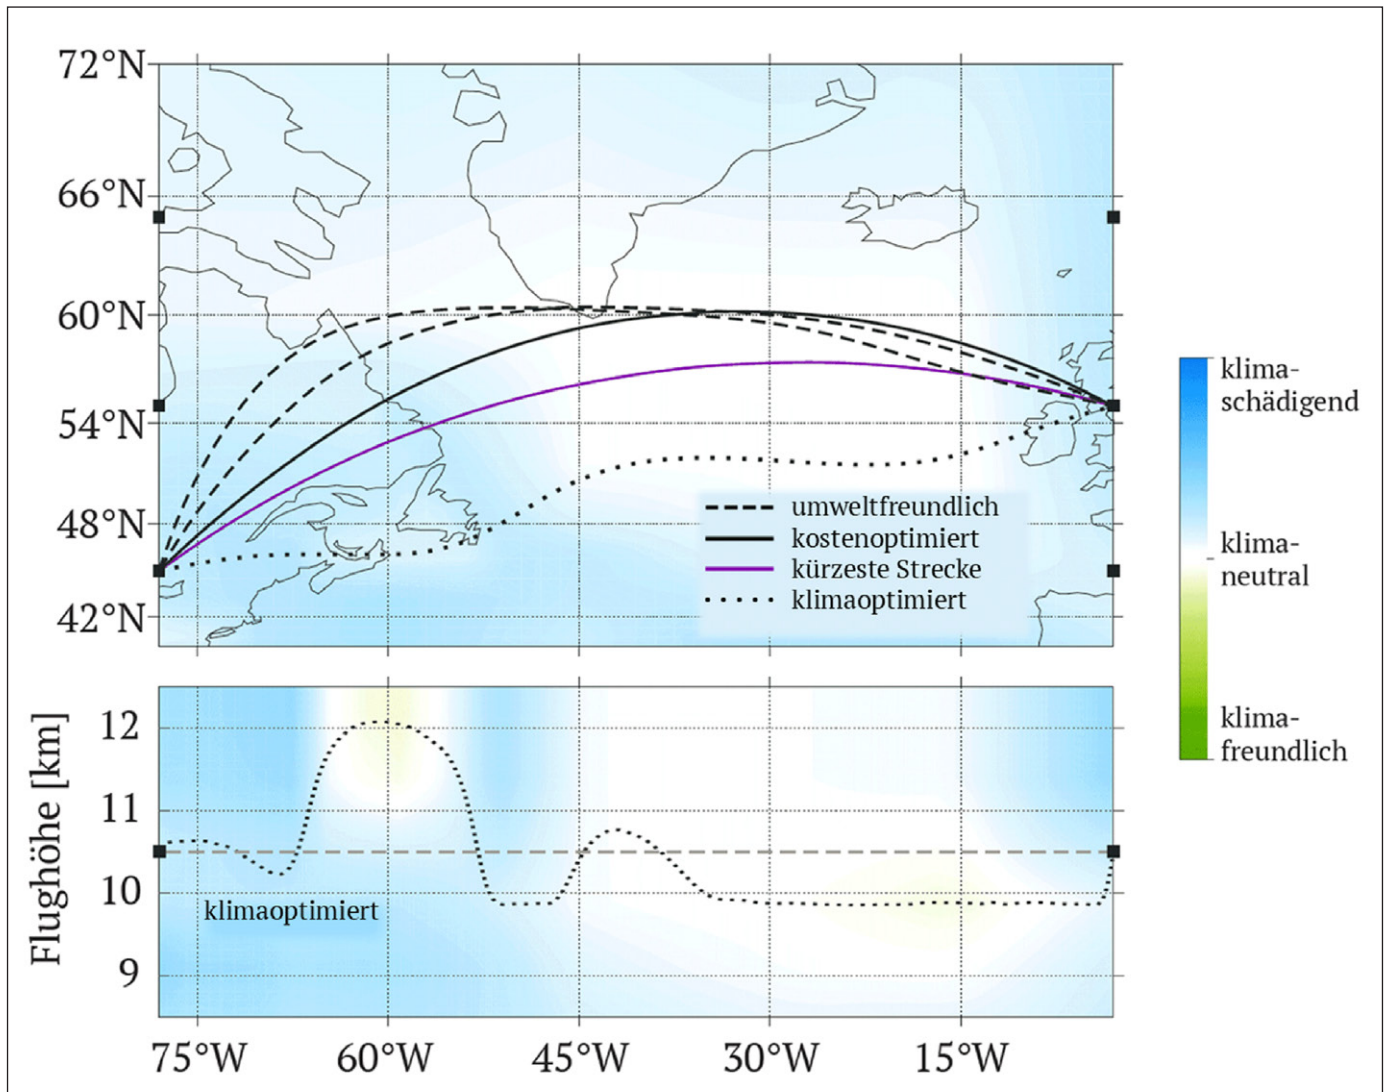 72°N
66°N
60°N
54°N
48°N
42°N
umweltfreundlich
kostenoptimiert
kürzeste Strecke
klimaoptimiert
klima-
schädigend
klima-
neutral
klima-
freundlich
Flughöhe [km]
12
11
10
9
klimaoptimiert
75°W
60°W
45°W
30°W
15°W